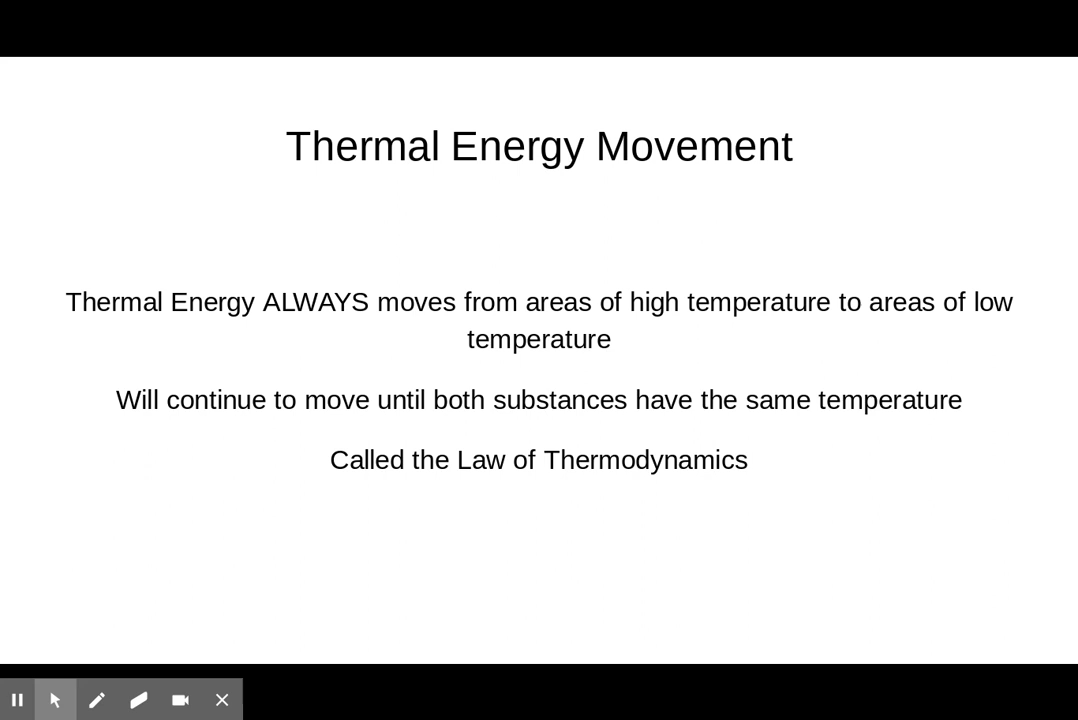 Thermal Energy Movement
Thermal Energy ALWAYS moves from areas of high temperature to areas of low
temperature
Will continue to move until both substances have the same temperature
Called the Law of Thermodynamics